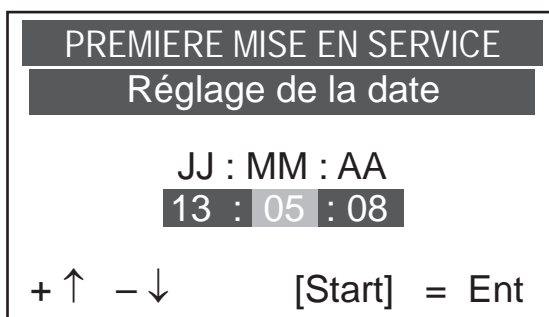 PREMIERE MISE EN SERVICE
Réglage de la date
JJ : MM : AA
13 : 05 : 08
+ ↑ – ↓ [Start] = Ent